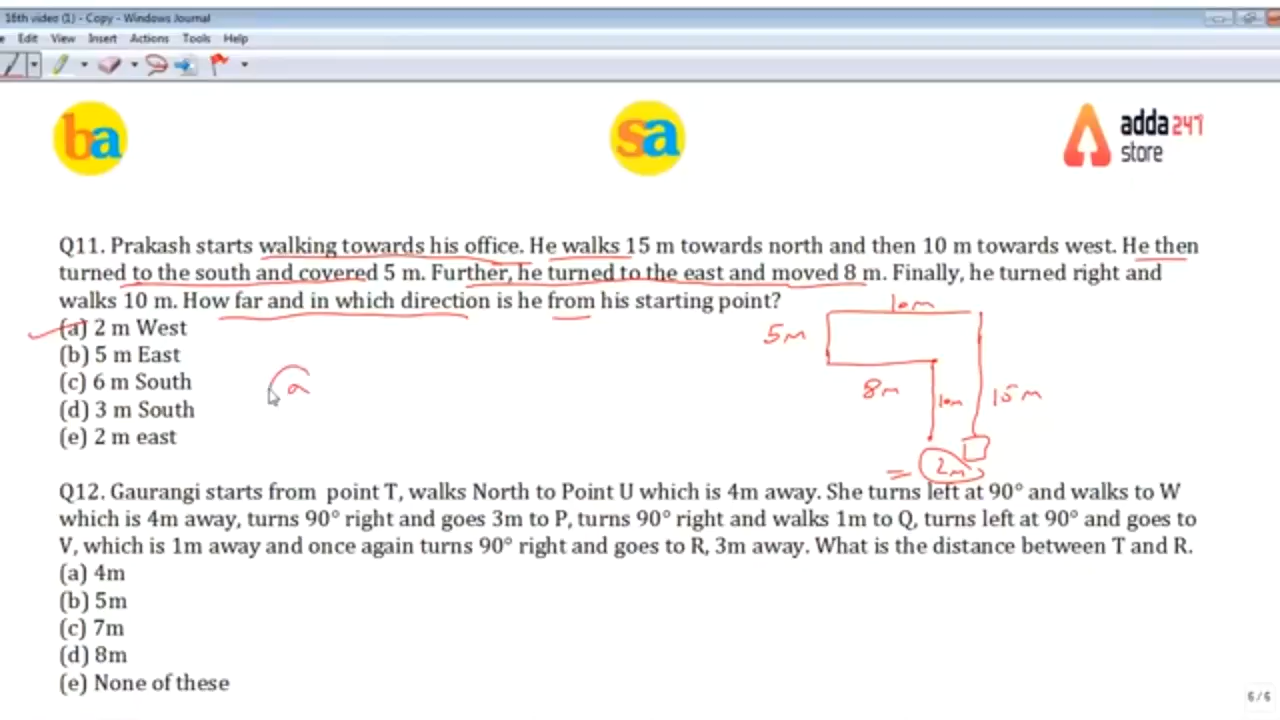 16th video (1) - Copy - Windows Journal
e Edit View Insert Actions Tools Help
ba
sa
adda 247
store
Q11. Prakash starts walking towards his office. He walks 15 m towards north and then 10 m towards west. He then
turned to the south and covered 5 m. Further, he turned to the east and moved 8 m. Finally, he turned right and
walks 10 m. How far and in which direction is he from his starting point?
(a) 2 m West
(b) 5 m East
(c) 6 m South
(d) 3 m South
(e) 2 m east
a
10m
5m
8m
10m
15m
= 2m
Q12. Gaurangi starts from point T, walks North to Point U which is 4m away. She turns left at 90° and walks to W
which is 4m away, turns 90° right and goes 3m to P, turns 90° right and walks 1m to Q, turns left at 90° and goes to
V, which is 1m away and once again turns 90° right and goes to R, 3m away. What is the distance between T and R.
(a) 4m
(b) 5m
(c) 7m
(d) 8m
(e) None of these
6 / 6